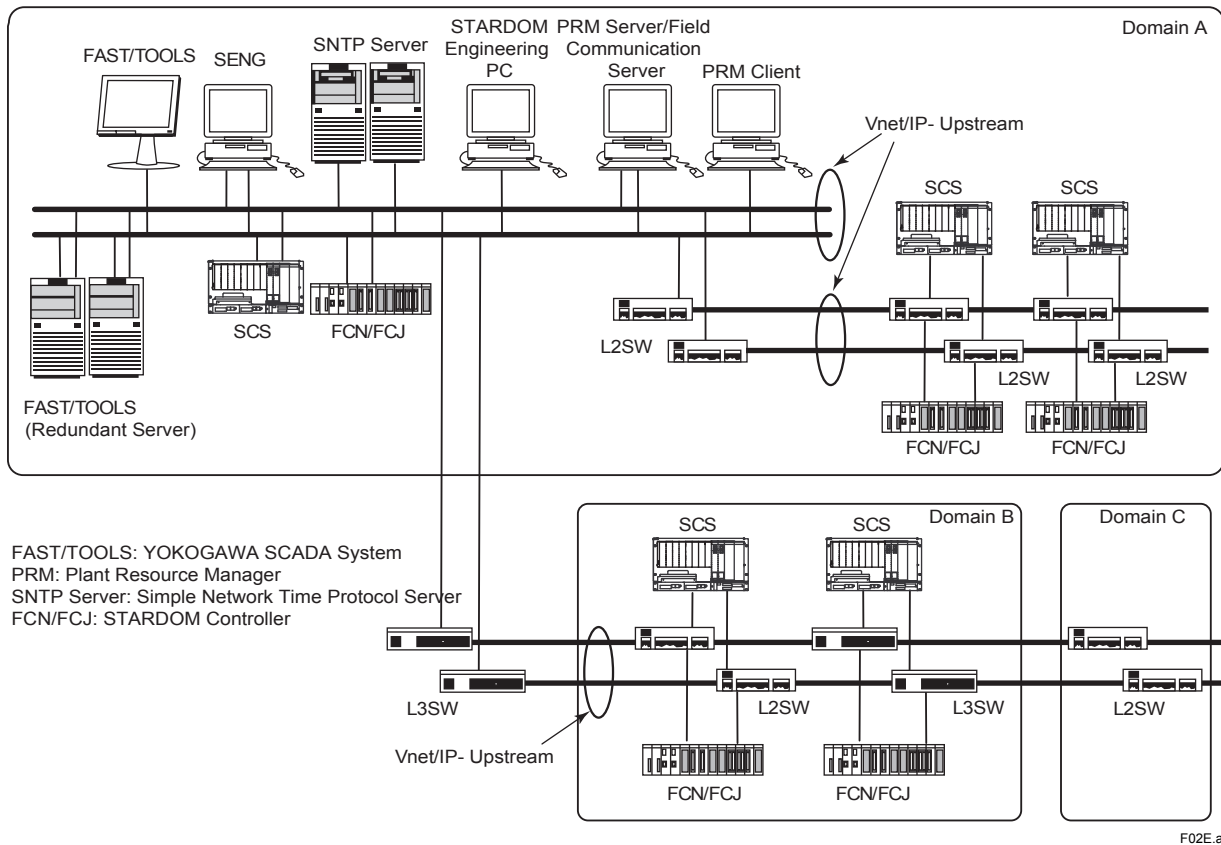 Domain A
FAST/TOOLS
SENG
SNTP Server
STARDOM
Engineering
PC
PRM Server/Field
Communication
Server
PRM Client
Vnet/IP- Upstream
SCS
SCS
SCS
FCN/FCJ
L2SW
L2SW
L2SW
FAST/TOOLS
(Redundant Server)
FCN/FCJ
FCN/FCJ
Domain B
Domain C
SCS
SCS
FAST/TOOLS: YOKOGAWA SCADA System
PRM: Plant Resource Manager
SNTP Server: Simple Network Time Protocol Server
FCN/FCJ: STARDOM Controller
L3SW
L2SW
L3SW
L2SW
Vnet/IP- Upstream
FCN/FCJ
FCN/FCJ
F02E.a